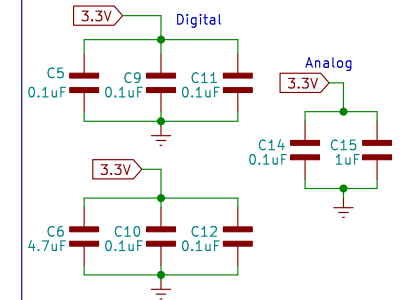 3.3V
Digital
C5
0.1uF
C9
0.1uF
C11
0.1uF
Analog
3.3V
C14
0.1uF
C15
1uF
3.3V
C6
4.7uF
C10
0.1uF
C12
0.1uF